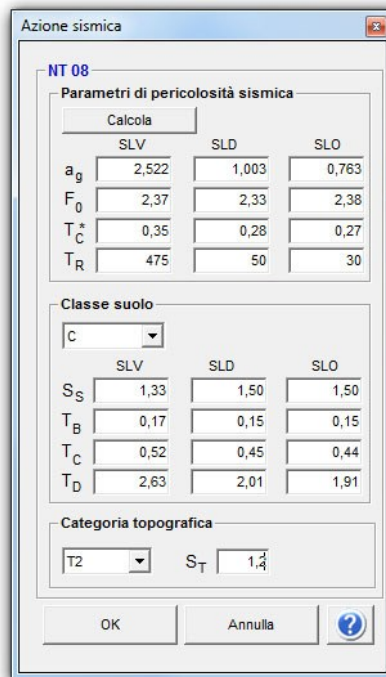 Azione sismica
NT 08
Parametri di pericolosità sismica
Calcola
SLV SLD SLO
ag 2,522 1,003 0,763
F0 2,37 2,33 2,38
TC* 0,35 0,28 0,27
TR 475 50 30
Classe suolo
C
SLV SLD SLO
SS 1,33 1,50 1,50
TB 0,17 0,15 0,15
TC 0,52 0,45 0,44
TD 2,63 2,01 1,91
Categoria topografica
T2 ST 1,2
OK Annulla ?